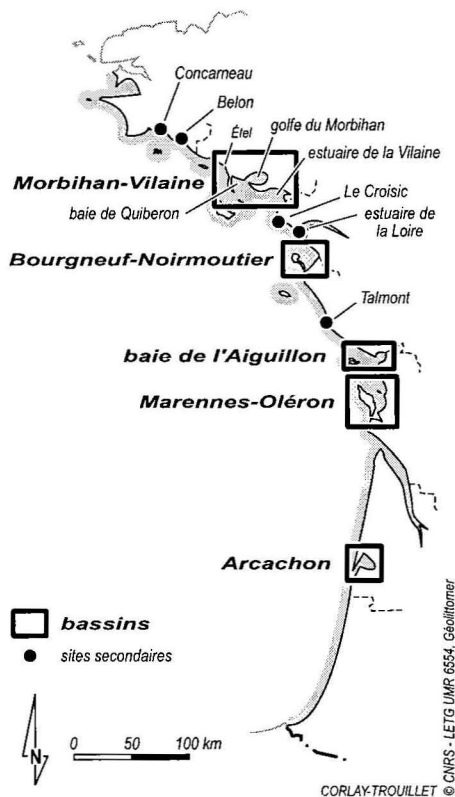 Concarneau
Belon
Étel
golfe du Morbihan
estuaire de la Vilaine
Morbihan-Vilaine
baie de Quiberon
Le Croisic
estuaire de
la Loire
Bourgneuf-Noirmoutier
Talmont
baie de l'Aiguillon
Marennes-Oléron
Arcachon
bassins
sites secondaires
N
0 50 100 km
CORLAY-TROUILLET
© CNRS - LETG UMR 6554, Géolittomer